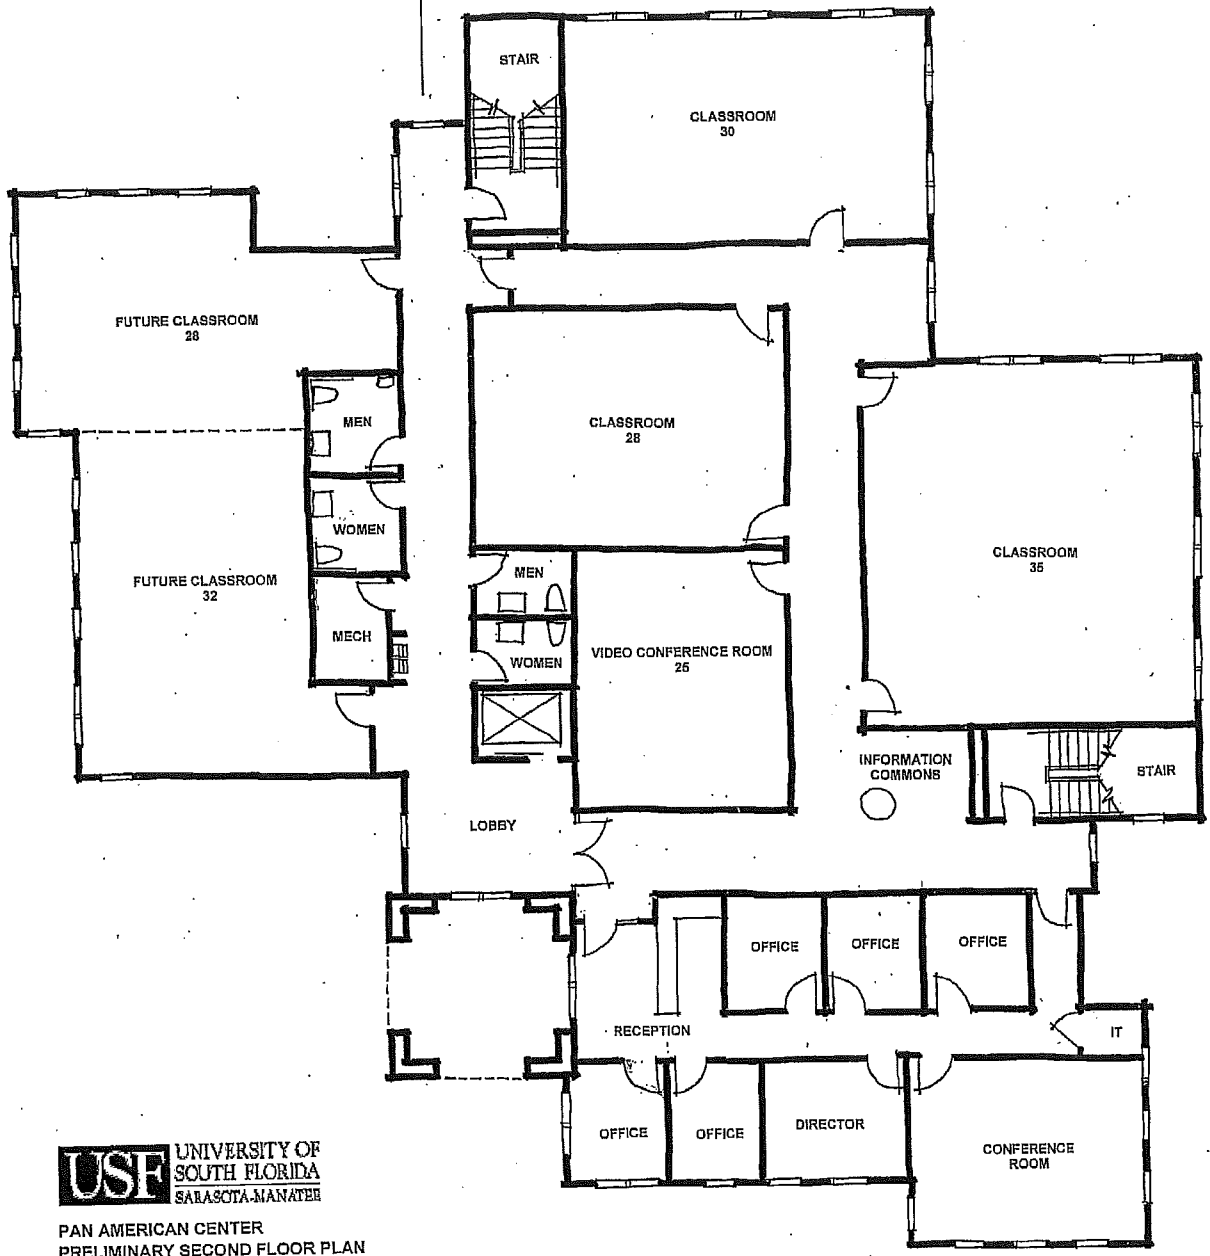 STAIR
CLASSROOM
30
FUTURE CLASSROOM
28
MEN
CLASSROOM
28
WOMEN
CLASSROOM
35
MEN
FUTURE CLASSROOM
32
MECH
WOMEN
VIDEO CONFERENCE ROOM
25
INFORMATION
COMMONS
STAIR
LOBBY
OFFICE
OFFICE
OFFICE
RECEPTION
IT
OFFICE
OFFICE
DIRECTOR
CONFERENCE
ROOM
USF
UNIVERSITY OF
SOUTH FLORIDA
SARASOTA-MANATEE
PAN AMERICAN CENTER
PRELIMINARY SECOND FLOOR PLAN